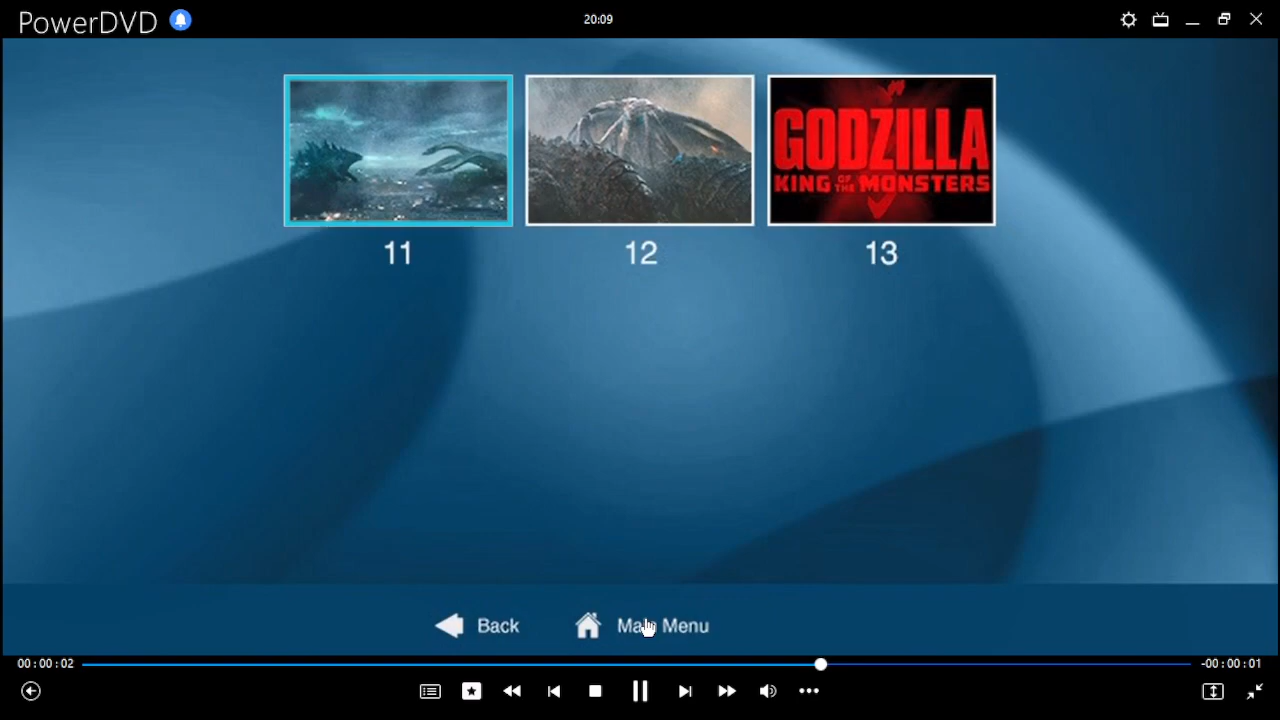 PowerDVD
20:09
GODZILLA
KING OF THE MONSTERS
11
12
13
Back
Main Menu
00:00:02
-00:00:01